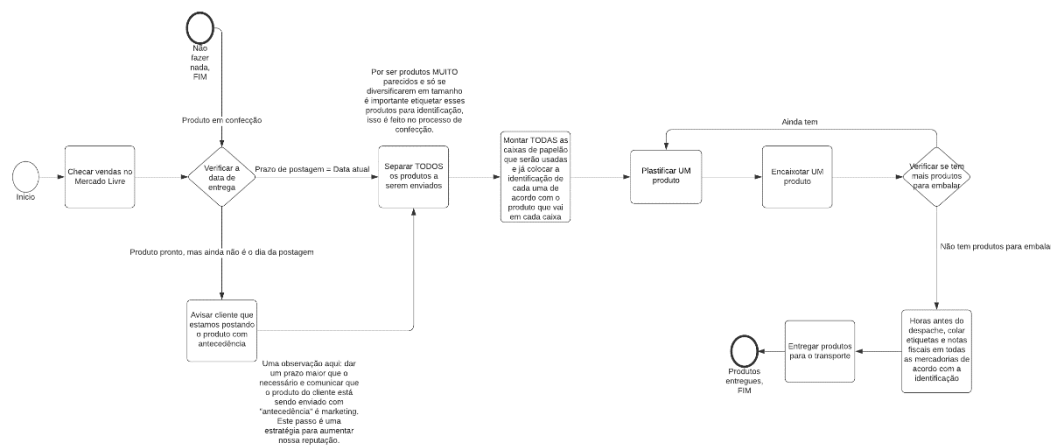 Não
fazer
nada,
FIM
Produto em confecção
Por ser produtos MUITO
parecidos e só se
diversificarem em tamanho
é importante etiquetar esses
produtos para identificação,
isso é feito no processo de
confecção.
Início
Checar vendas no
Mercado Livre
Verificar a
data de
entrega
Prazo de postagem = Data atual
Separar TODOS
os produtos a
serem enviados
Montar TODAS as
caixas de papelão
que serão usadas
e já colocar a
identificação de
cada uma de
acordo com o
produto que vai
em cada caixa
Ainda tem
Plastificar UM
produto
Encaixotar UM
produto
Verificar se tem
mais produtos
para embalar
Produto pronto, mas ainda não é o dia da postagem
Não tem produtos para embalar
Avisar cliente que
estamos postando
o produto com
antecedência
Uma observação aqui: dar
um prazo maior que o
necessário e comunicar que
o produto do cliente está
sendo enviado com
"antecedência" é marketing.
Este passo é uma
estratégia para aumentar
nossa reputação.
Horas antes do
despache, colar
etiquetas e notas
fiscais em todas
as mercadorias de
acordo com a
identificação
Entregar produtos
para o transporte
Produtos
entregues,
FIM